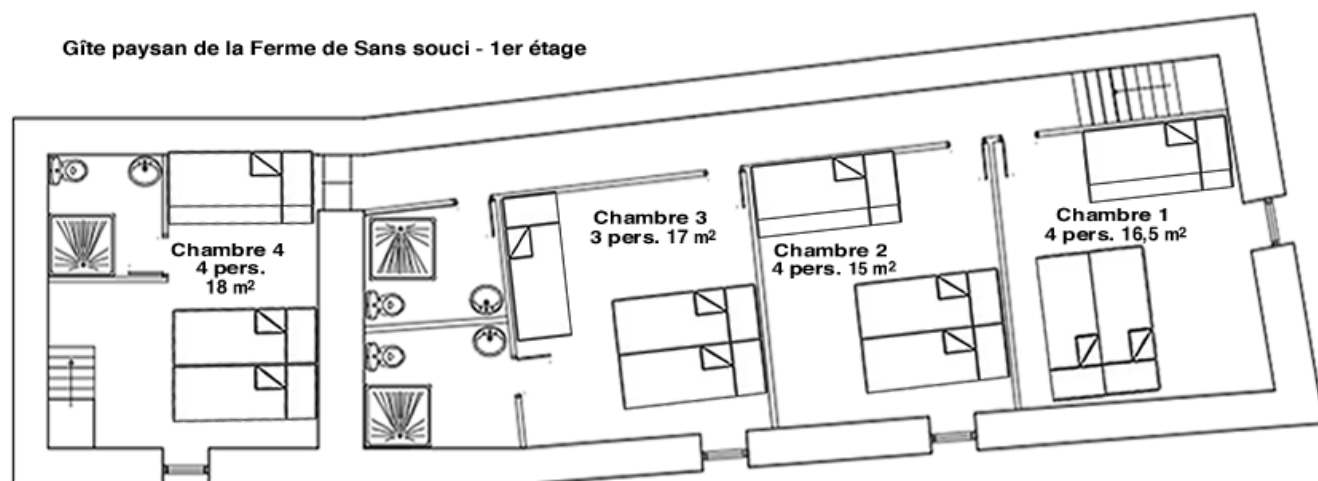 Gîte paysan de la Ferme de Sans souci - 1er étage
Chambre 4
4 pers.
18 m²
Chambre 3
3 pers. 17 m²
Chambre 2
4 pers. 15 m²
Chambre 1
4 pers. 16,5 m²